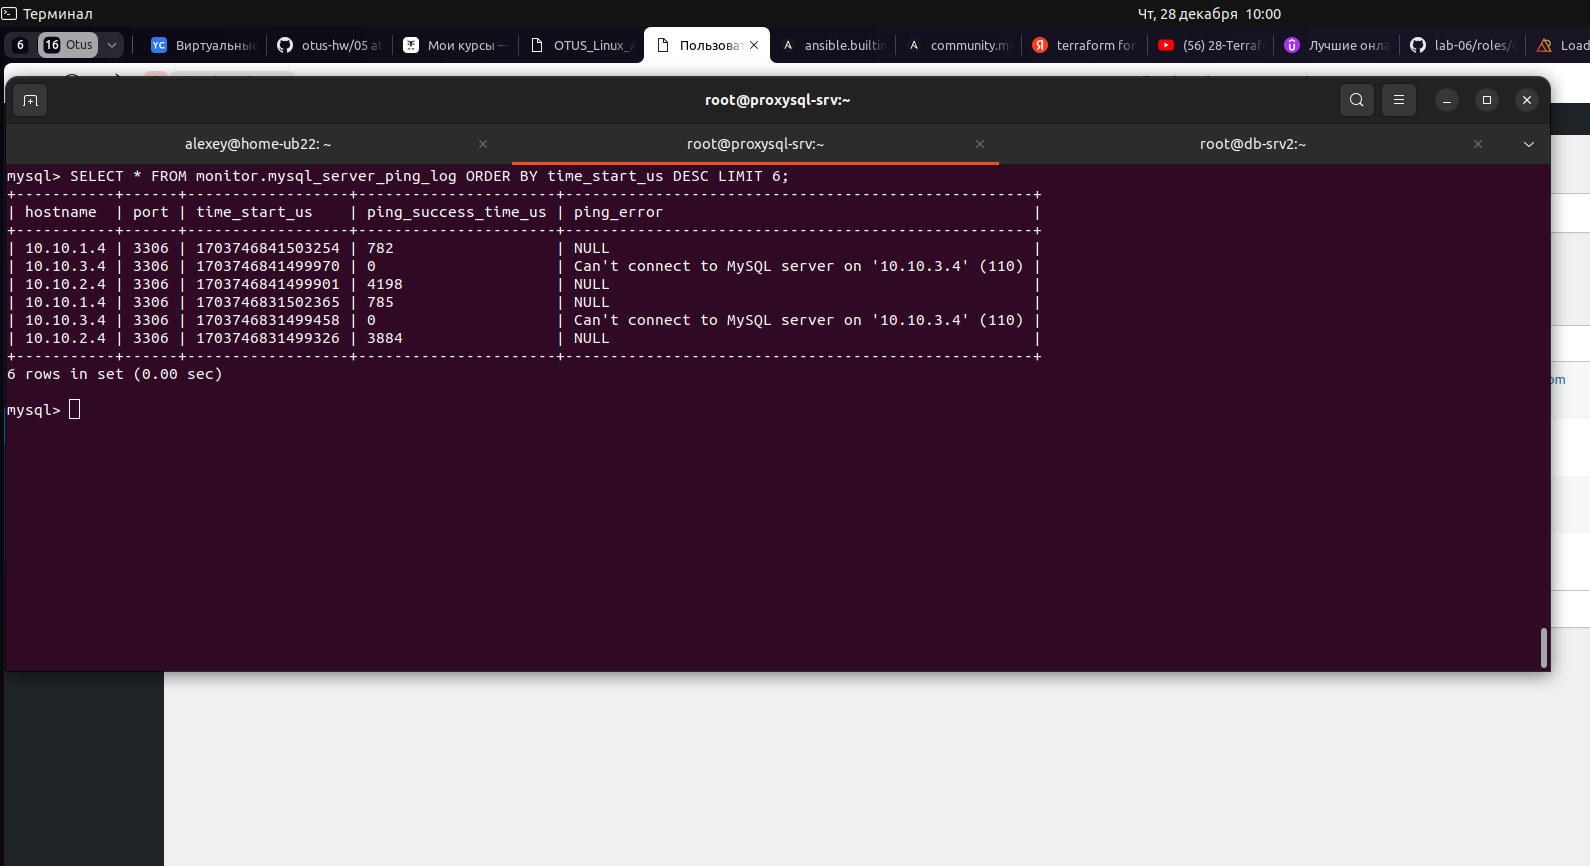 Терминал
Чт, 28 декабря 10:00
6 16 Otus Виртуальны otus-hw/05 Мои курсы — OTUS_Linux_ Пользоват ansible.builtin community.my terraform for (56) 28-Terraf Лучшие онла lab-06/roles/ Load
root@proxysql-srv:~
alexey@home-ub22: ~ root@proxysql-srv:~ root@db-srv2:~
mysql> SELECT * FROM monitor.mysql_server_ping_log ORDER BY time_start_us DESC LIMIT 6;
+-----------+------+------------------+----------------------+----------------------------------------------------+
| hostname  | port | time_start_us    | ping_success_time_us | ping_error                                         |
+-----------+------+------------------+----------------------+----------------------------------------------------+
| 10.10.1.4 | 3306 | 1703746841503254 | 782                  | NULL                                               |
| 10.10.3.4 | 3306 | 1703746841499970 | 0                    | Can't connect to MySQL server on '10.10.3.4' (110) |
| 10.10.2.4 | 3306 | 1703746841499901 | 4198                 | NULL                                               |
| 10.10.1.4 | 3306 | 1703746831502365 | 785                  | NULL                                               |
| 10.10.3.4 | 3306 | 1703746831499458 | 0                    | Can't connect to MySQL server on '10.10.3.4' (110) |
| 10.10.2.4 | 3306 | 1703746831499326 | 3884                 | NULL                                               |
+-----------+------+------------------+----------------------+----------------------------------------------------+
6 rows in set (0.00 sec)
mysql>
om